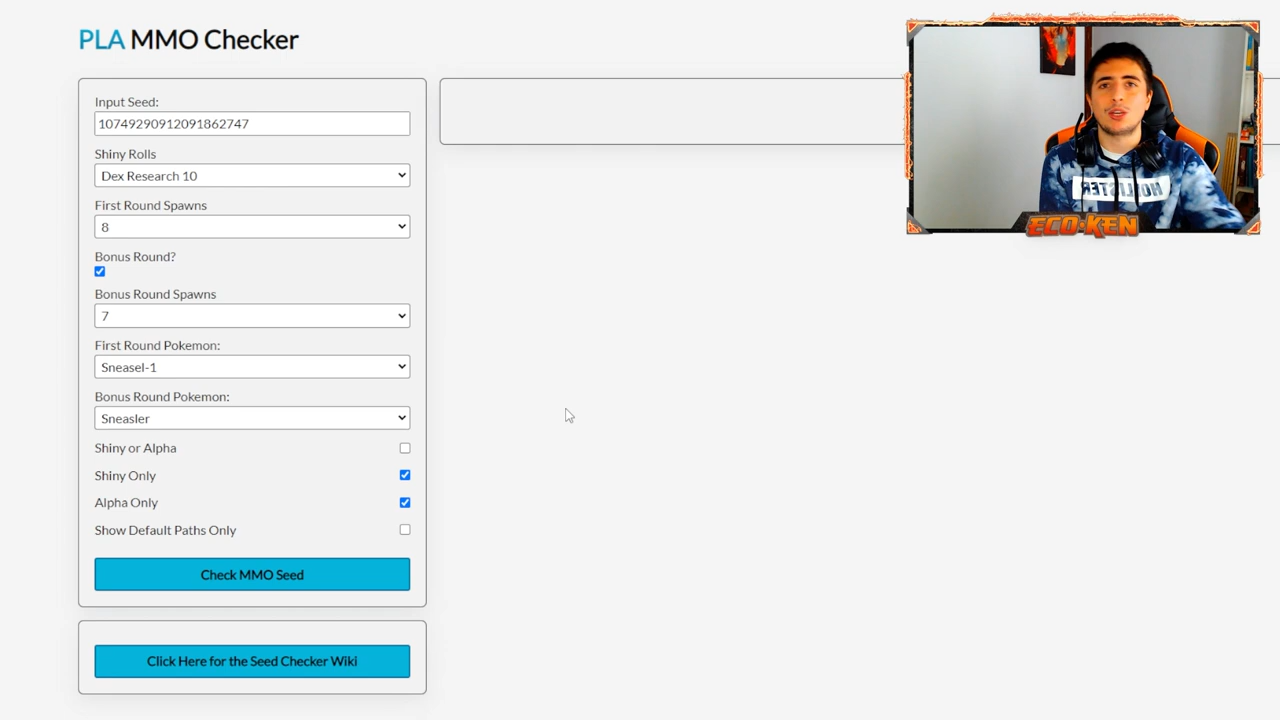 PLA MMO Checker
Input Seed:
10749290912091862747
Shiny Rolls
Dex Research 10
First Round Spawns
8
Bonus Round?
Bonus Round Spawns
7
First Round Pokemon:
Sneasel-1
Bonus Round Pokemon:
Sneasler
Shiny or Alpha
Shiny Only
Alpha Only
Show Default Paths Only
Check MMO Seed
Click Here for the Seed Checker Wiki
HOLLISTER
ECO-KEN